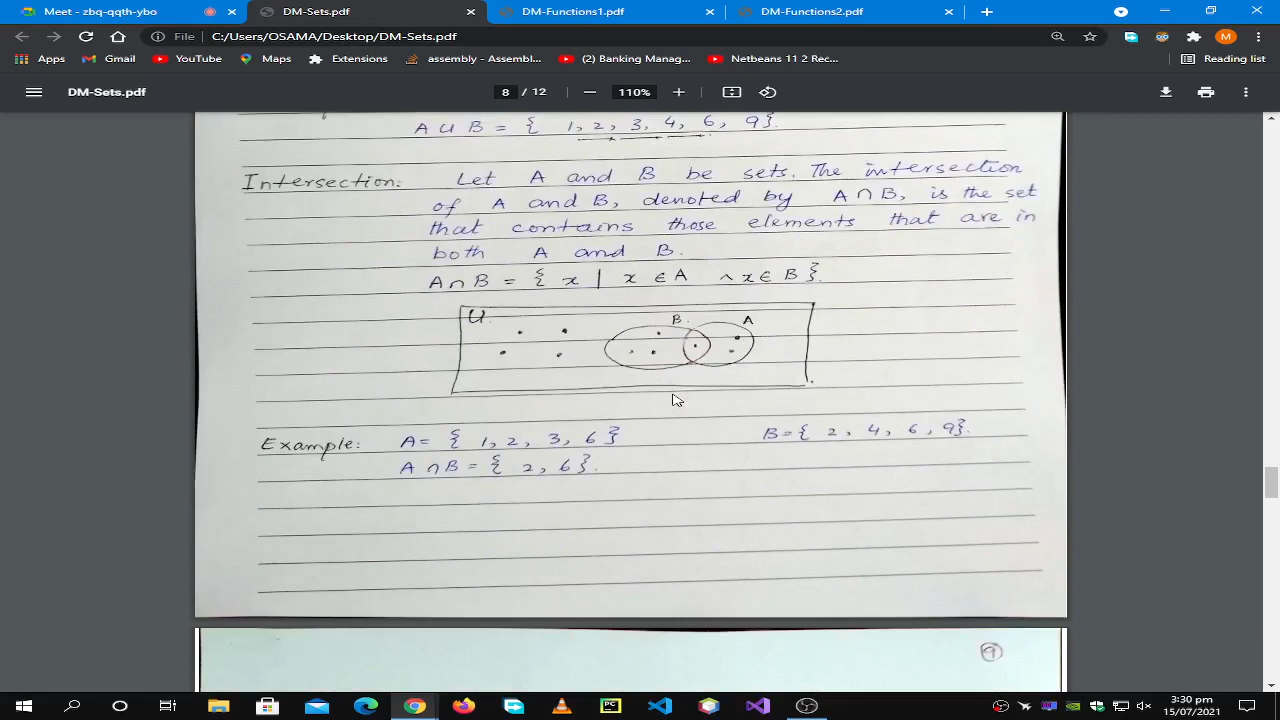 Meet - zbq-qqth-ybo
DM-Sets.pdf
DM-Functions1.pdf
DM-Functions2.pdf
File
C:/Users/OSAMA/Desktop/DM-Sets.pdf
Apps
Gmail
YouTube
Maps
Extensions
assembly - Assembl...
(2) Banking Manag...
Netbeans 11 2 Rec...
M
Reading list
DM-Sets.pdf
8 / 12
110%
A ∪ B = { 1, 2, 3, 4, 6, 9}.
Intersection: Let A and B be sets. The intersection
of A and B, denoted by A ∩ B, is the set
that contains those elements that are in
both A and B.
A ∩ B = { x | x ∈ A ∧ x ∈ B }.
U
B
A
Example: A = { 1, 2, 3, 6 } B = { 2, 4, 6, 9}.
A ∩ B = { 2, 6 }.
9
3:30 pm
15/07/2021